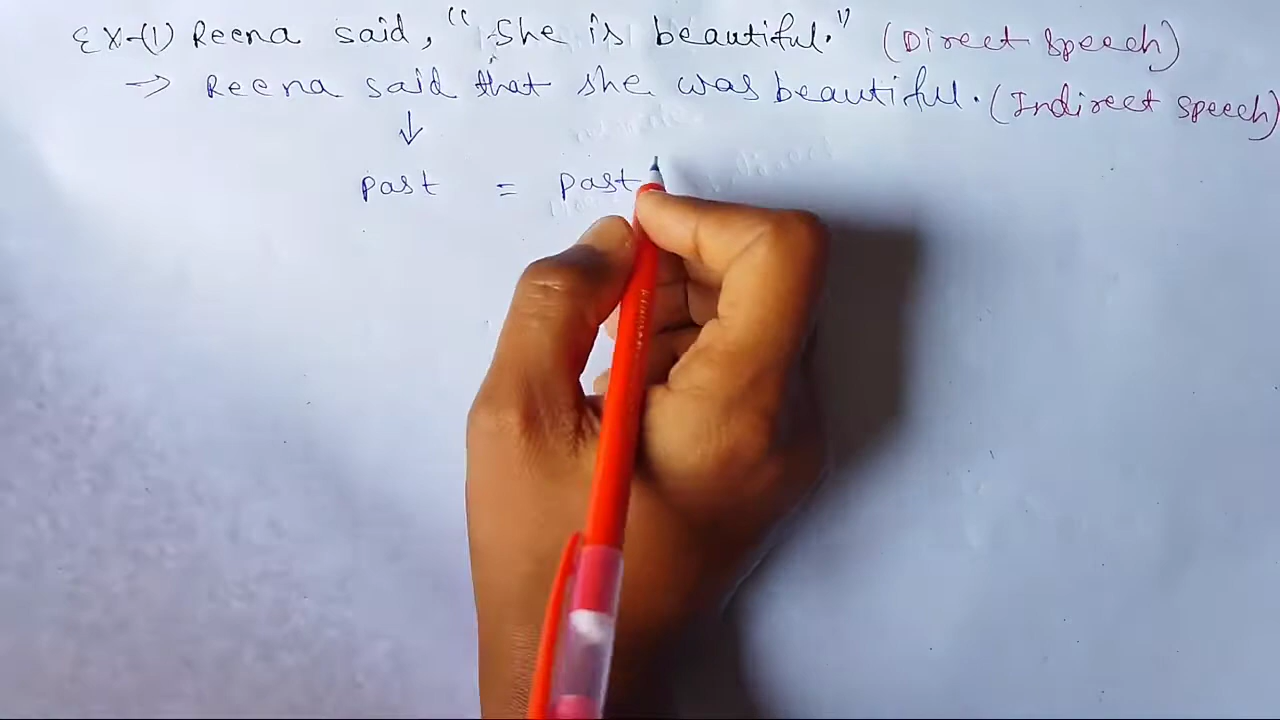 Ex-(1) Reena said, "She is beautiful." (Direct Speech)
→ Reena said that she was beautiful. (Indirect speech)
↓
past = past